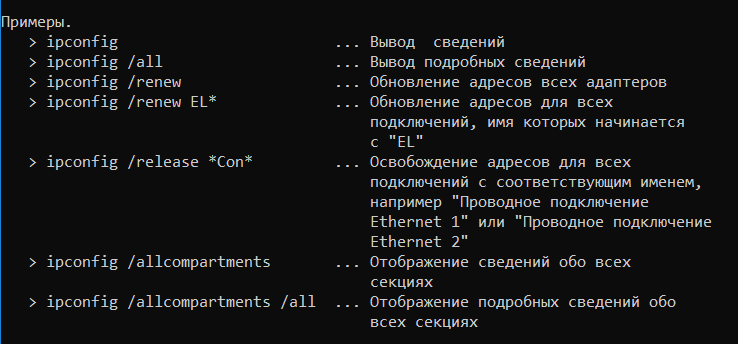 Примеры.
> ipconfig ... Вывод сведений
> ipconfig /all ... Вывод подробных сведений
> ipconfig /renew ... Обновление адресов всех адаптеров
> ipconfig /renew EL* ... Обновление адресов для всех
подключений, имя которых начинается
с "EL"
> ipconfig /release *Con* ... Освобождение адресов для всех
подключений с соответствующим именем,
например "Проводное подключение
Ethernet 1" или "Проводное подключение
Ethernet 2"
> ipconfig /allcompartments ... Отображение сведений обо всех
секциях
> ipconfig /allcompartments /all ... Отображение подробных сведений обо
всех секциях